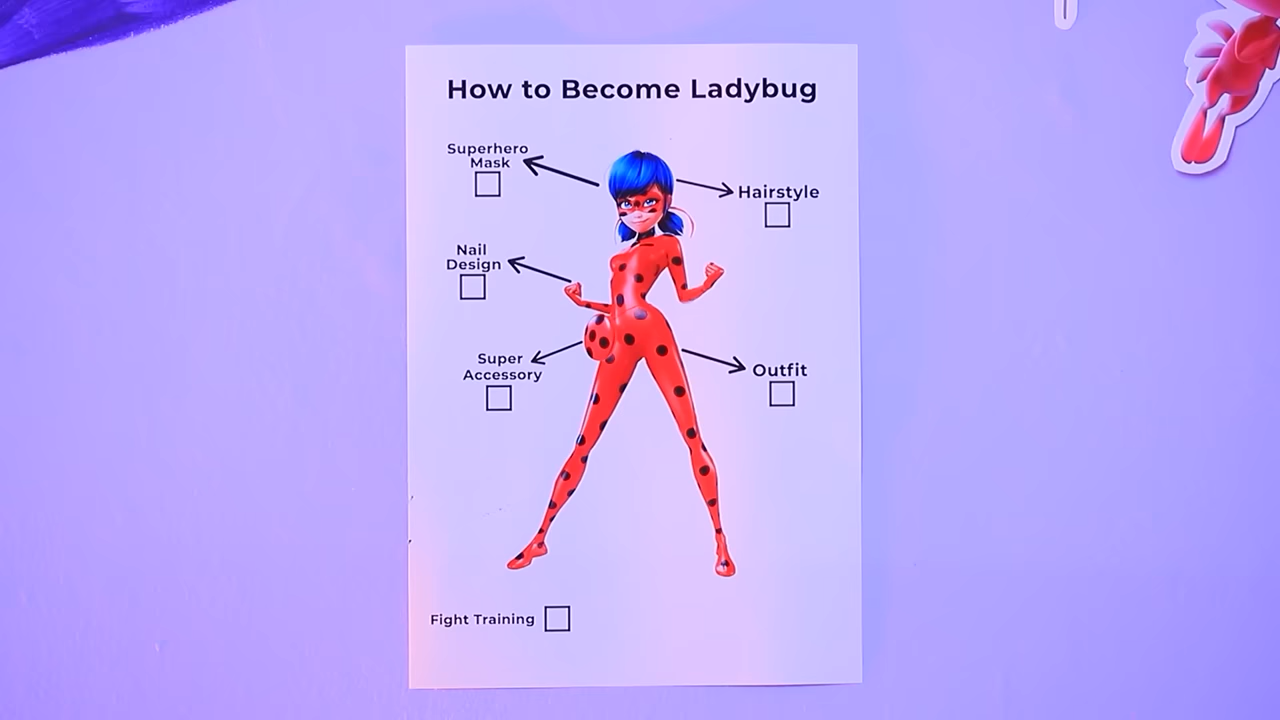 How to Become Ladybug
Superhero
Mask
Hairstyle
Nail
Design
Super
Accessory
Outfit
Fight Training